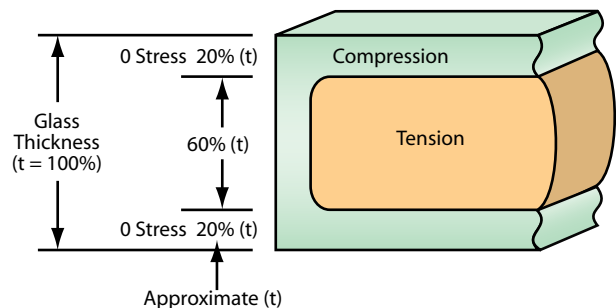 0 Stress 20% (t)
Compression
Glass
Thickness
(t = 100%)
60% (t)
Tension
0 Stress 20% (t)
Approximate (t)